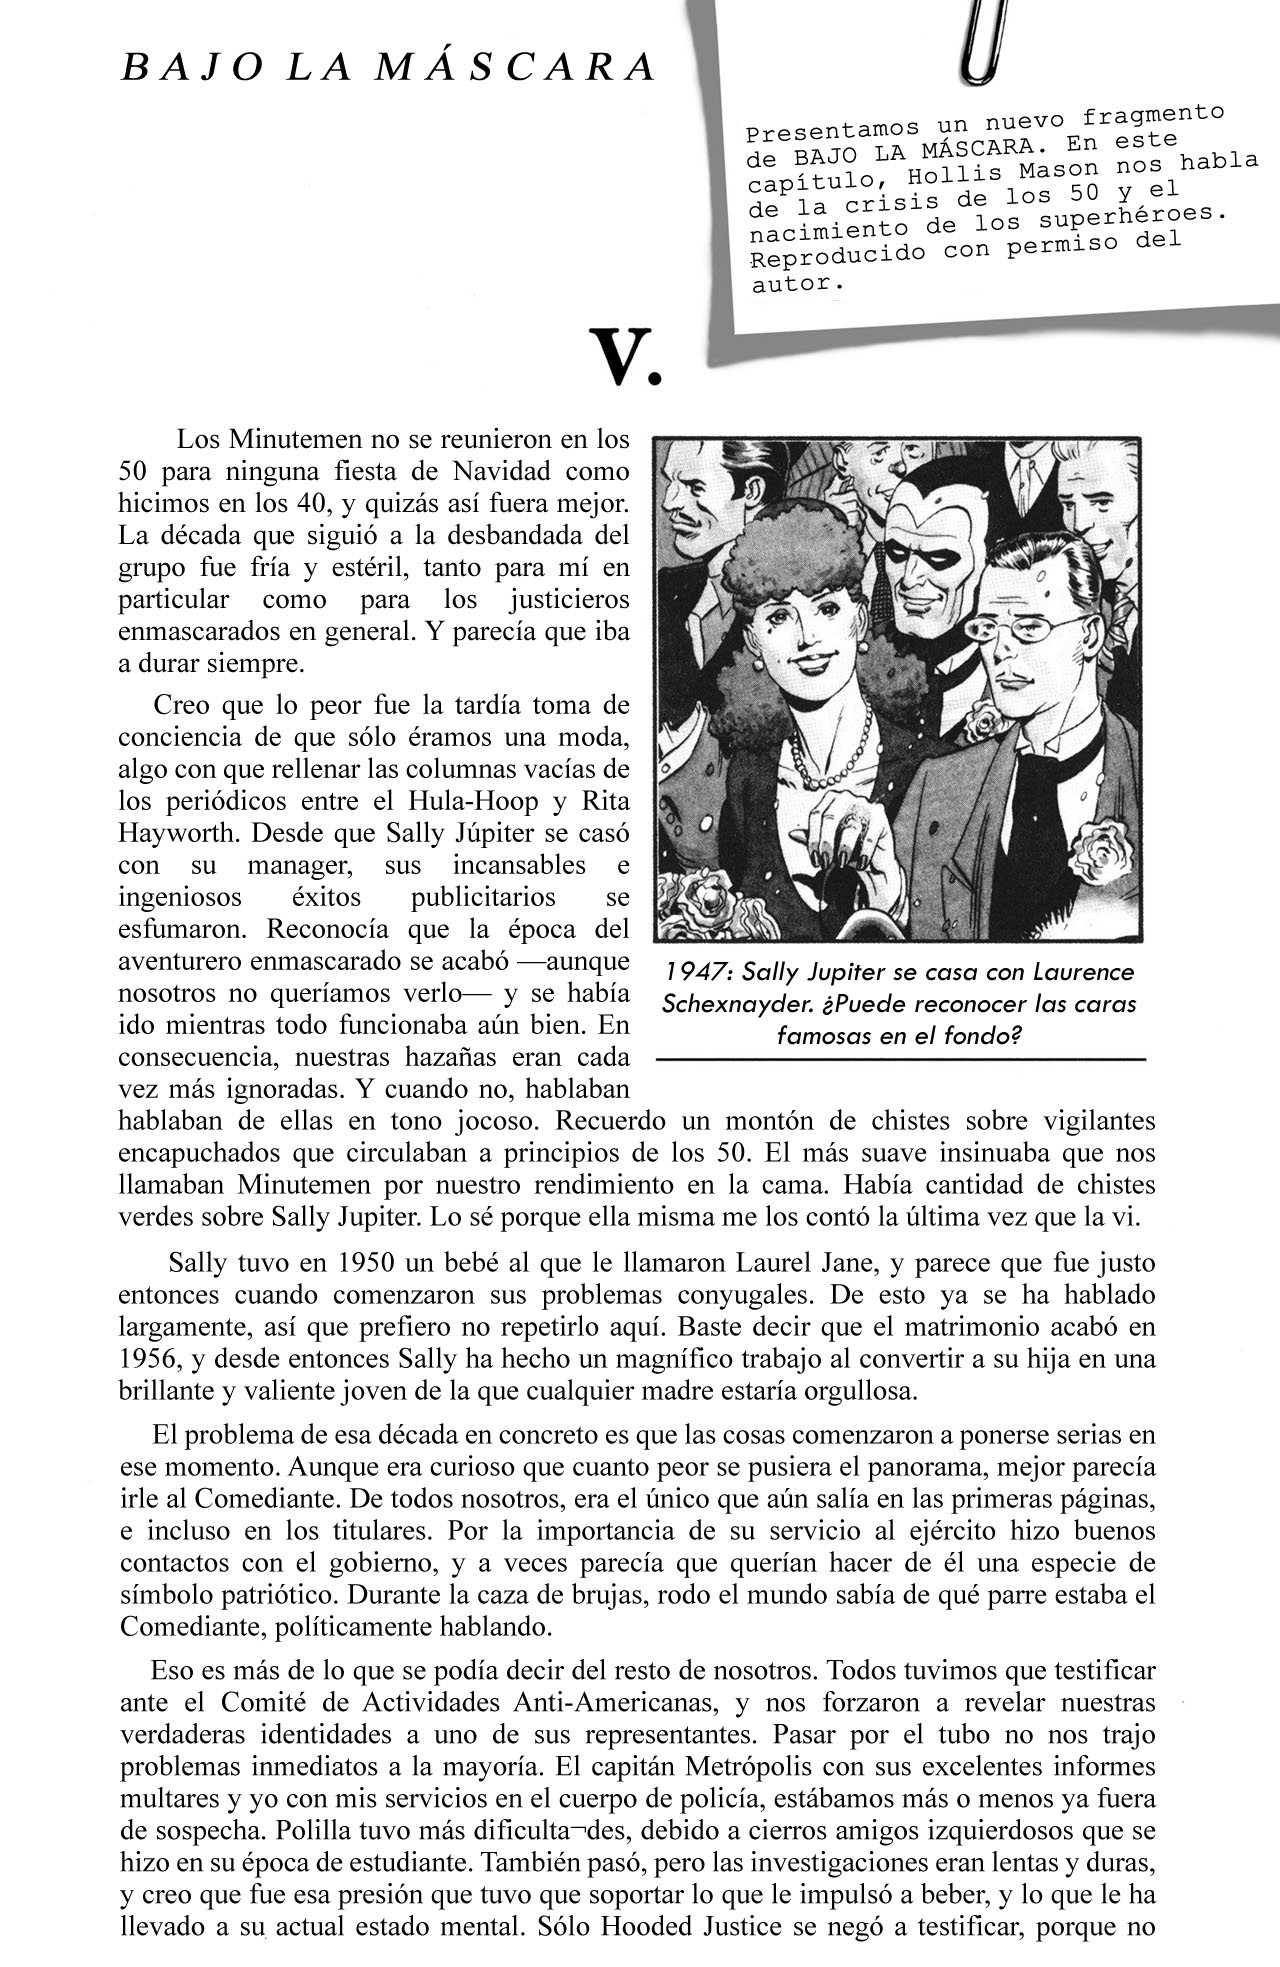 BAJO LA MÁSCARA
Presentamos un nuevo fragmento
de BAJO LA MÁSCARA. En este
capítulo, Hollis Mason nos habla
de la crisis de los 50 y el
nacimiento de los superhéroes.
Reproducido con permiso del
autor.
V.
Los Minutemen no se reunieron en los
50 para ninguna fiesta de Navidad como
hicimos en los 40, y quizás así fuera mejor.
La década que siguió a la desbandada del
grupo fue fría y estéril, tanto para mí en
particular como para los justicieros
enmascarados en general. Y parecía que iba
a durar siempre.
Creo que lo peor fue la tardía toma de
conciencia de que sólo éramos una moda,
algo con que rellenar las columnas vacías de
los periódicos entre el Hula-Hoop y Rita
Hayworth. Desde que Sally Júpiter se casó
con su manager, sus incansables e
ingeniosos éxitos publicitarios se
esfumaron. Reconocía que la época del
aventurero enmascarado se acabó —aunque
nosotros no queríamos verlo— y se había
ido mientras todo funcionaba aún bien. En
consecuencia, nuestras hazañas eran cada
vez más ignoradas. Y cuando no, hablaban
1947: Sally Jupiter se casa con Laurence
Schexnayder. ¿Puede reconocer las caras
famosas en el fondo?
hablaban de ellas en tono jocoso. Recuerdo un montón de chistes sobre vigilantes
encapuchados que circulaban a principios de los 50. El más suave insinuaba que nos
llamaban Minutemen por nuestro rendimiento en la cama. Había cantidad de chistes
verdes sobre Sally Jupiter. Lo sé porque ella misma me los contó la última vez que la vi.
Sally tuvo en 1950 un bebé al que le llamaron Laurel Jane, y parece que fue justo
entonces cuando comenzaron sus problemas conyugales. De esto ya se ha hablado
largamente, así que prefiero no repetirlo aquí. Baste decir que el matrimonio acabó en
1956, y desde entonces Sally ha hecho un magnífico trabajo al convertir a su hija en una
brillante y valiente joven de la que cualquier madre estaría orgullosa.
El problema de esa década en concreto es que las cosas comenzaron a ponerse serias en
ese momento. Aunque era curioso que cuanto peor se pusiera el panorama, mejor parecía
irle al Comediante. De todos nosotros, era el único que aún salía en las primeras páginas,
e incluso en los titulares. Por la importancia de su servicio al ejército hizo buenos
contactos con el gobierno, y a veces parecía que querían hacer de él una especie de
símbolo patriótico. Durante la caza de brujas, rodo el mundo sabía de qué parre estaba el
Comediante, políticamente hablando.
Eso es más de lo que se podía decir del resto de nosotros. Todos tuvimos que testificar
ante el Comité de Actividades Anti-Americanas, y nos forzaron a revelar nuestras
verdaderas identidades a uno de sus representantes. Pasar por el tubo no nos trajo
problemas inmediatos a la mayoría. El capitán Metrópolis con sus excelentes informes
multares y yo con mis servicios en el cuerpo de policía, estábamos más o menos ya fuera
de sospecha. Polilla tuvo más dificulta¬des, debido a cierros amigos izquierdosos que se
hizo en su época de estudiante. También pasó, pero las investigaciones eran lentas y duras,
y creo que fue esa presión que tuvo que soportar lo que le impulsó a beber, y lo que le ha
llevado a su actual estado mental. Sólo Hooded Justice se negó a testificar, porque no